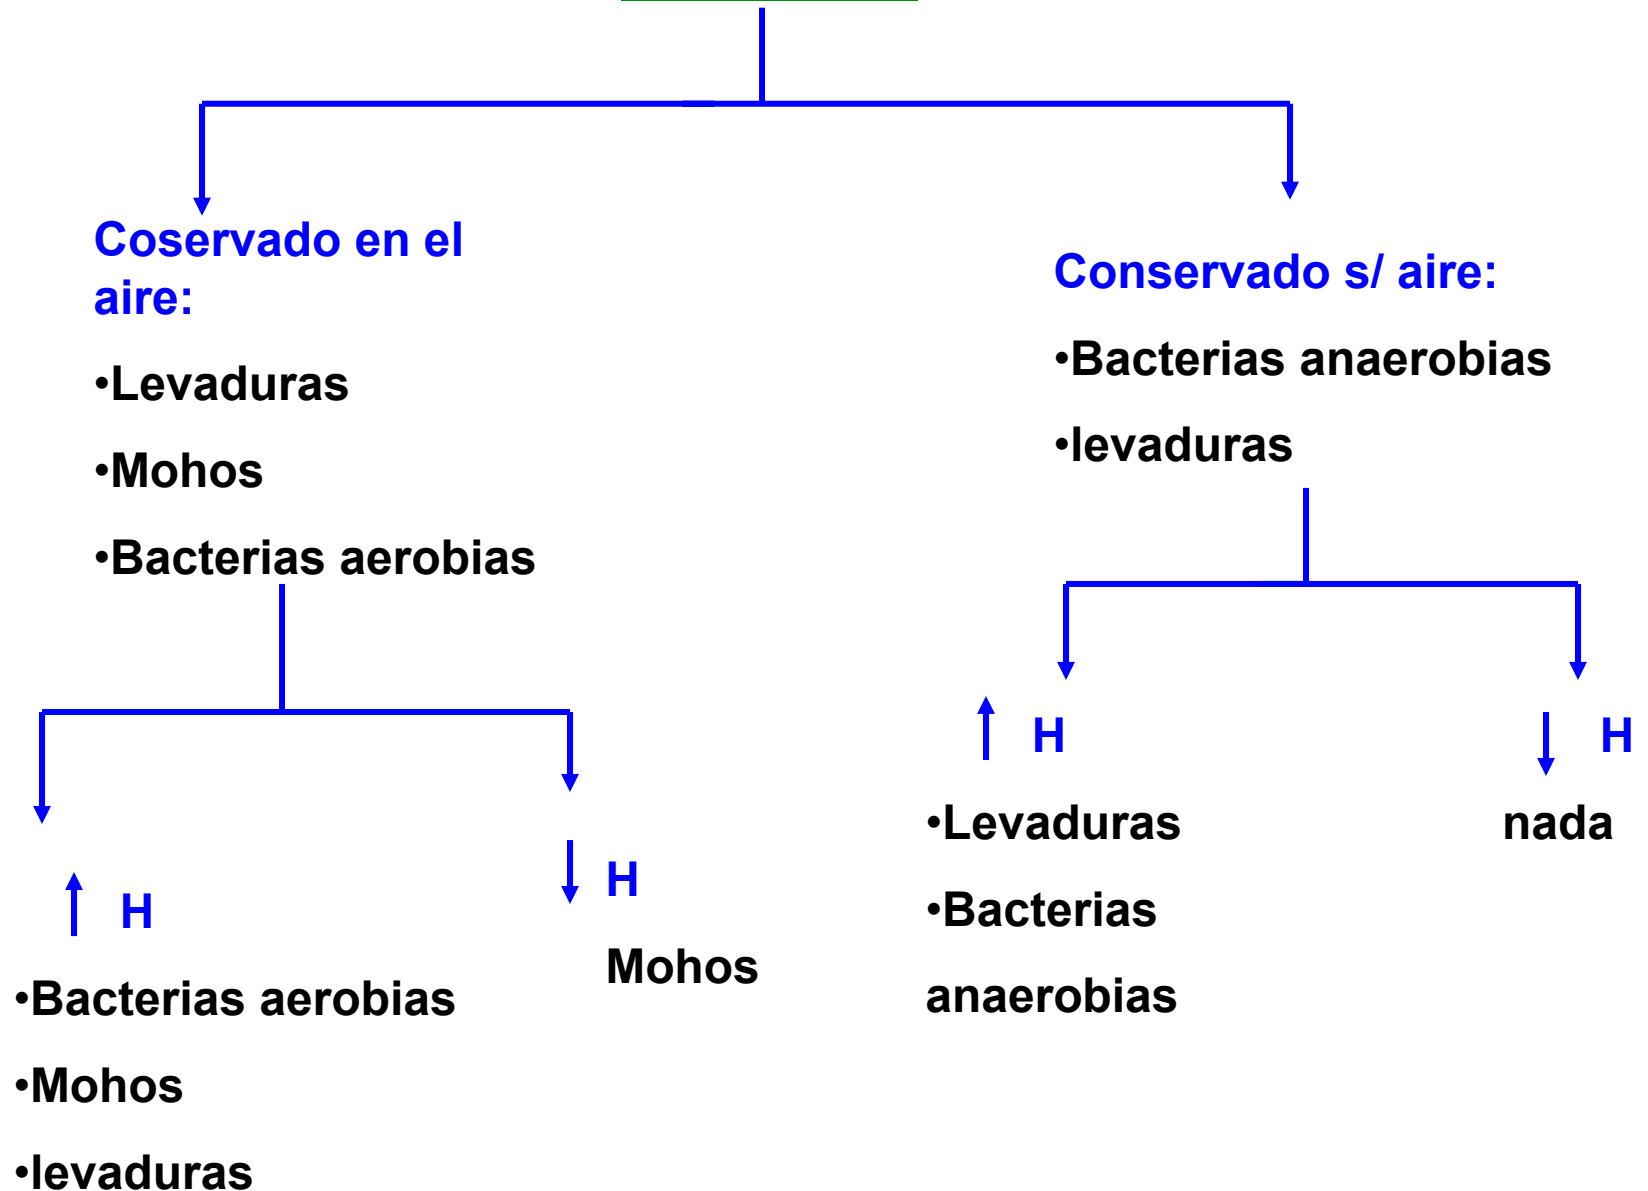 Coservado en el
aire:
•Levaduras
•Mohos
•Bacterias aerobias
Conservado s/ aire:
•Bacterias anaerobias
•levaduras
H
•Bacterias aerobias
•Mohos
•levaduras
H
Mohos
H
•Levaduras
•Bacterias
anaerobias
H
nada